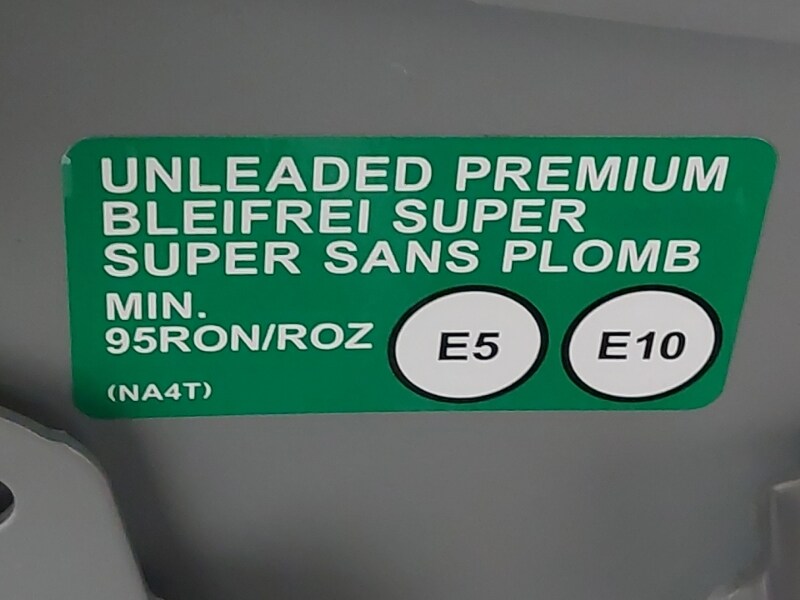 UNLEADED PREMIUM
BLEIFREI SUPER
SUPER SANS PLOMB
MIN.
95RON/ROZ
E5 E10
(NA4T)